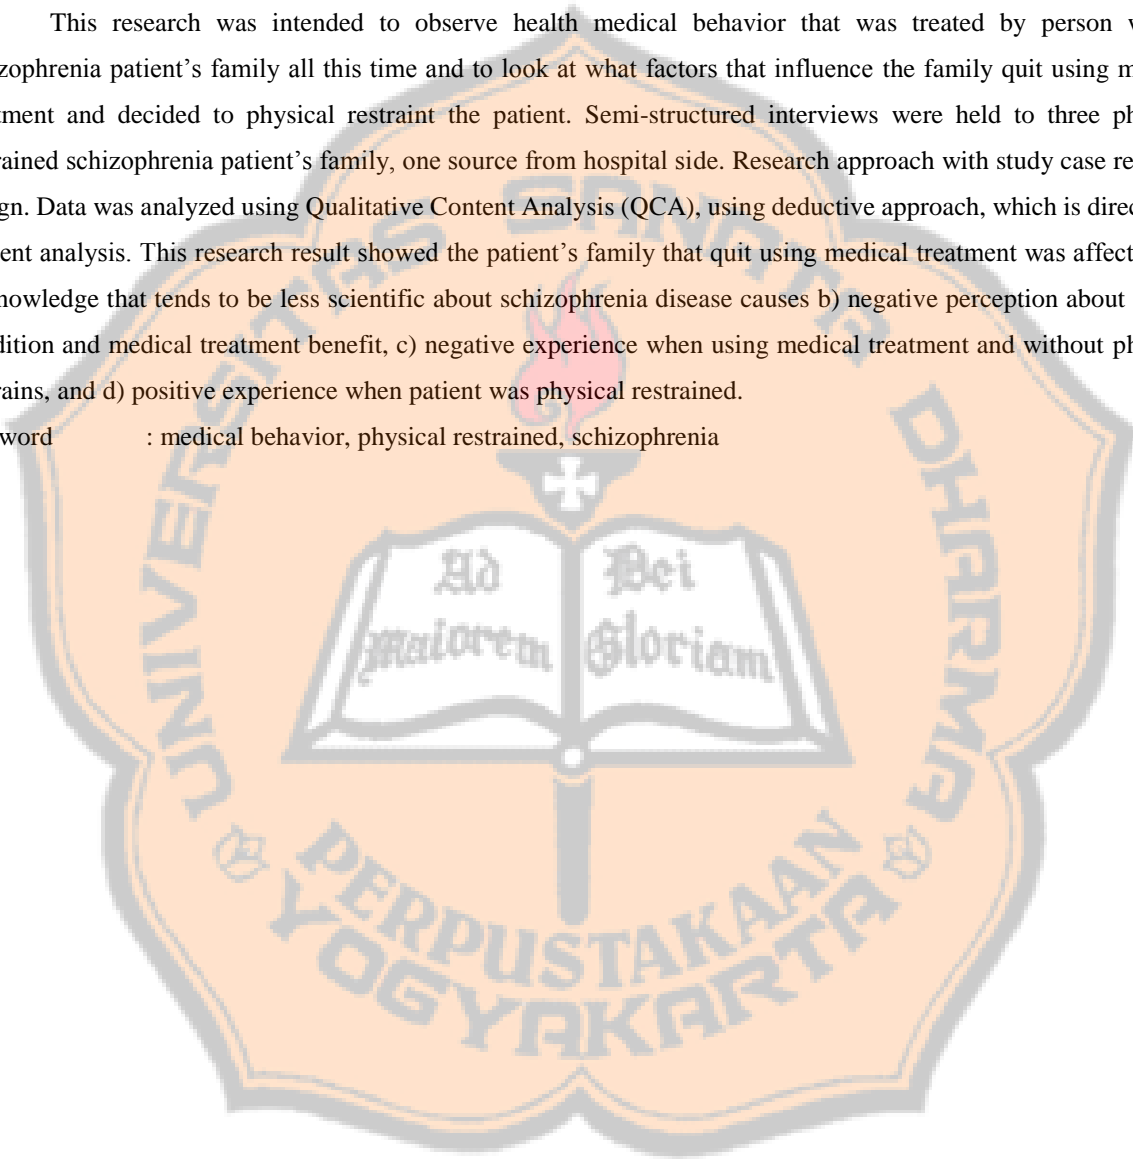 This research was intended to observe health medical behavior that was treated by person
zophrenia patient's family all this time and to look at what factors that influence the family quit using
tment and decided to physical restraint the patient. Semi-structured interviews were held to three
rained schizophrenia patient's family, one source from hospital side. Research approach with study case
gn. Data was analyzed using Qualitative Content Analysis (QCA), using deductive approach, which is
ent analysis. This research result showed the patient's family that quit using medical treatment was
nowledge that tends to be less scientific about schizophrenia disease causes b) negative perception about
dition and medical treatment benefit, c) negative experience when using medical treatment and without
rains, and d) positive experience when patient was physical restrained.
word : medical behavior, physical restrained, schizophrenia
UNIVERSITAS SANATA DHARMA
Ad Dei
maiorem Gloriam
PERPUSTAKAAN
YOGYAKARTA